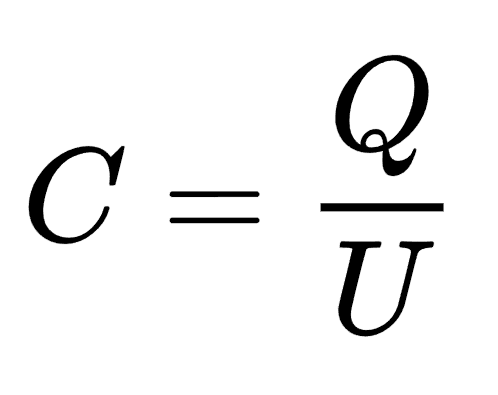 C = Q/U